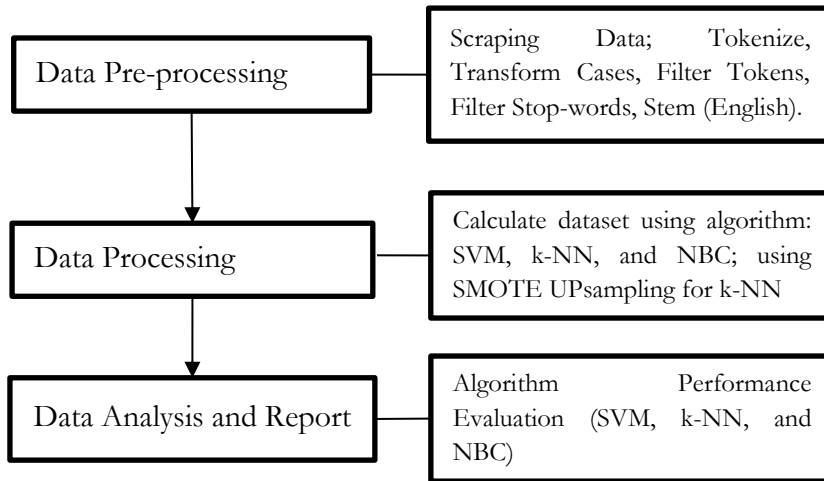 Data Pre-processing
Scraping Data; Tokenize,
Transform Cases, Filter Tokens,
Filter Stop-words, Stem (English).
Data Processing
Calculate dataset using algorithm:
SVM, k-NN, and NBC; using
SMOTE UPsampling for k-NN
Data Analysis and Report
Algorithm Performance
Evaluation (SVM, k-NN, and
NBC)